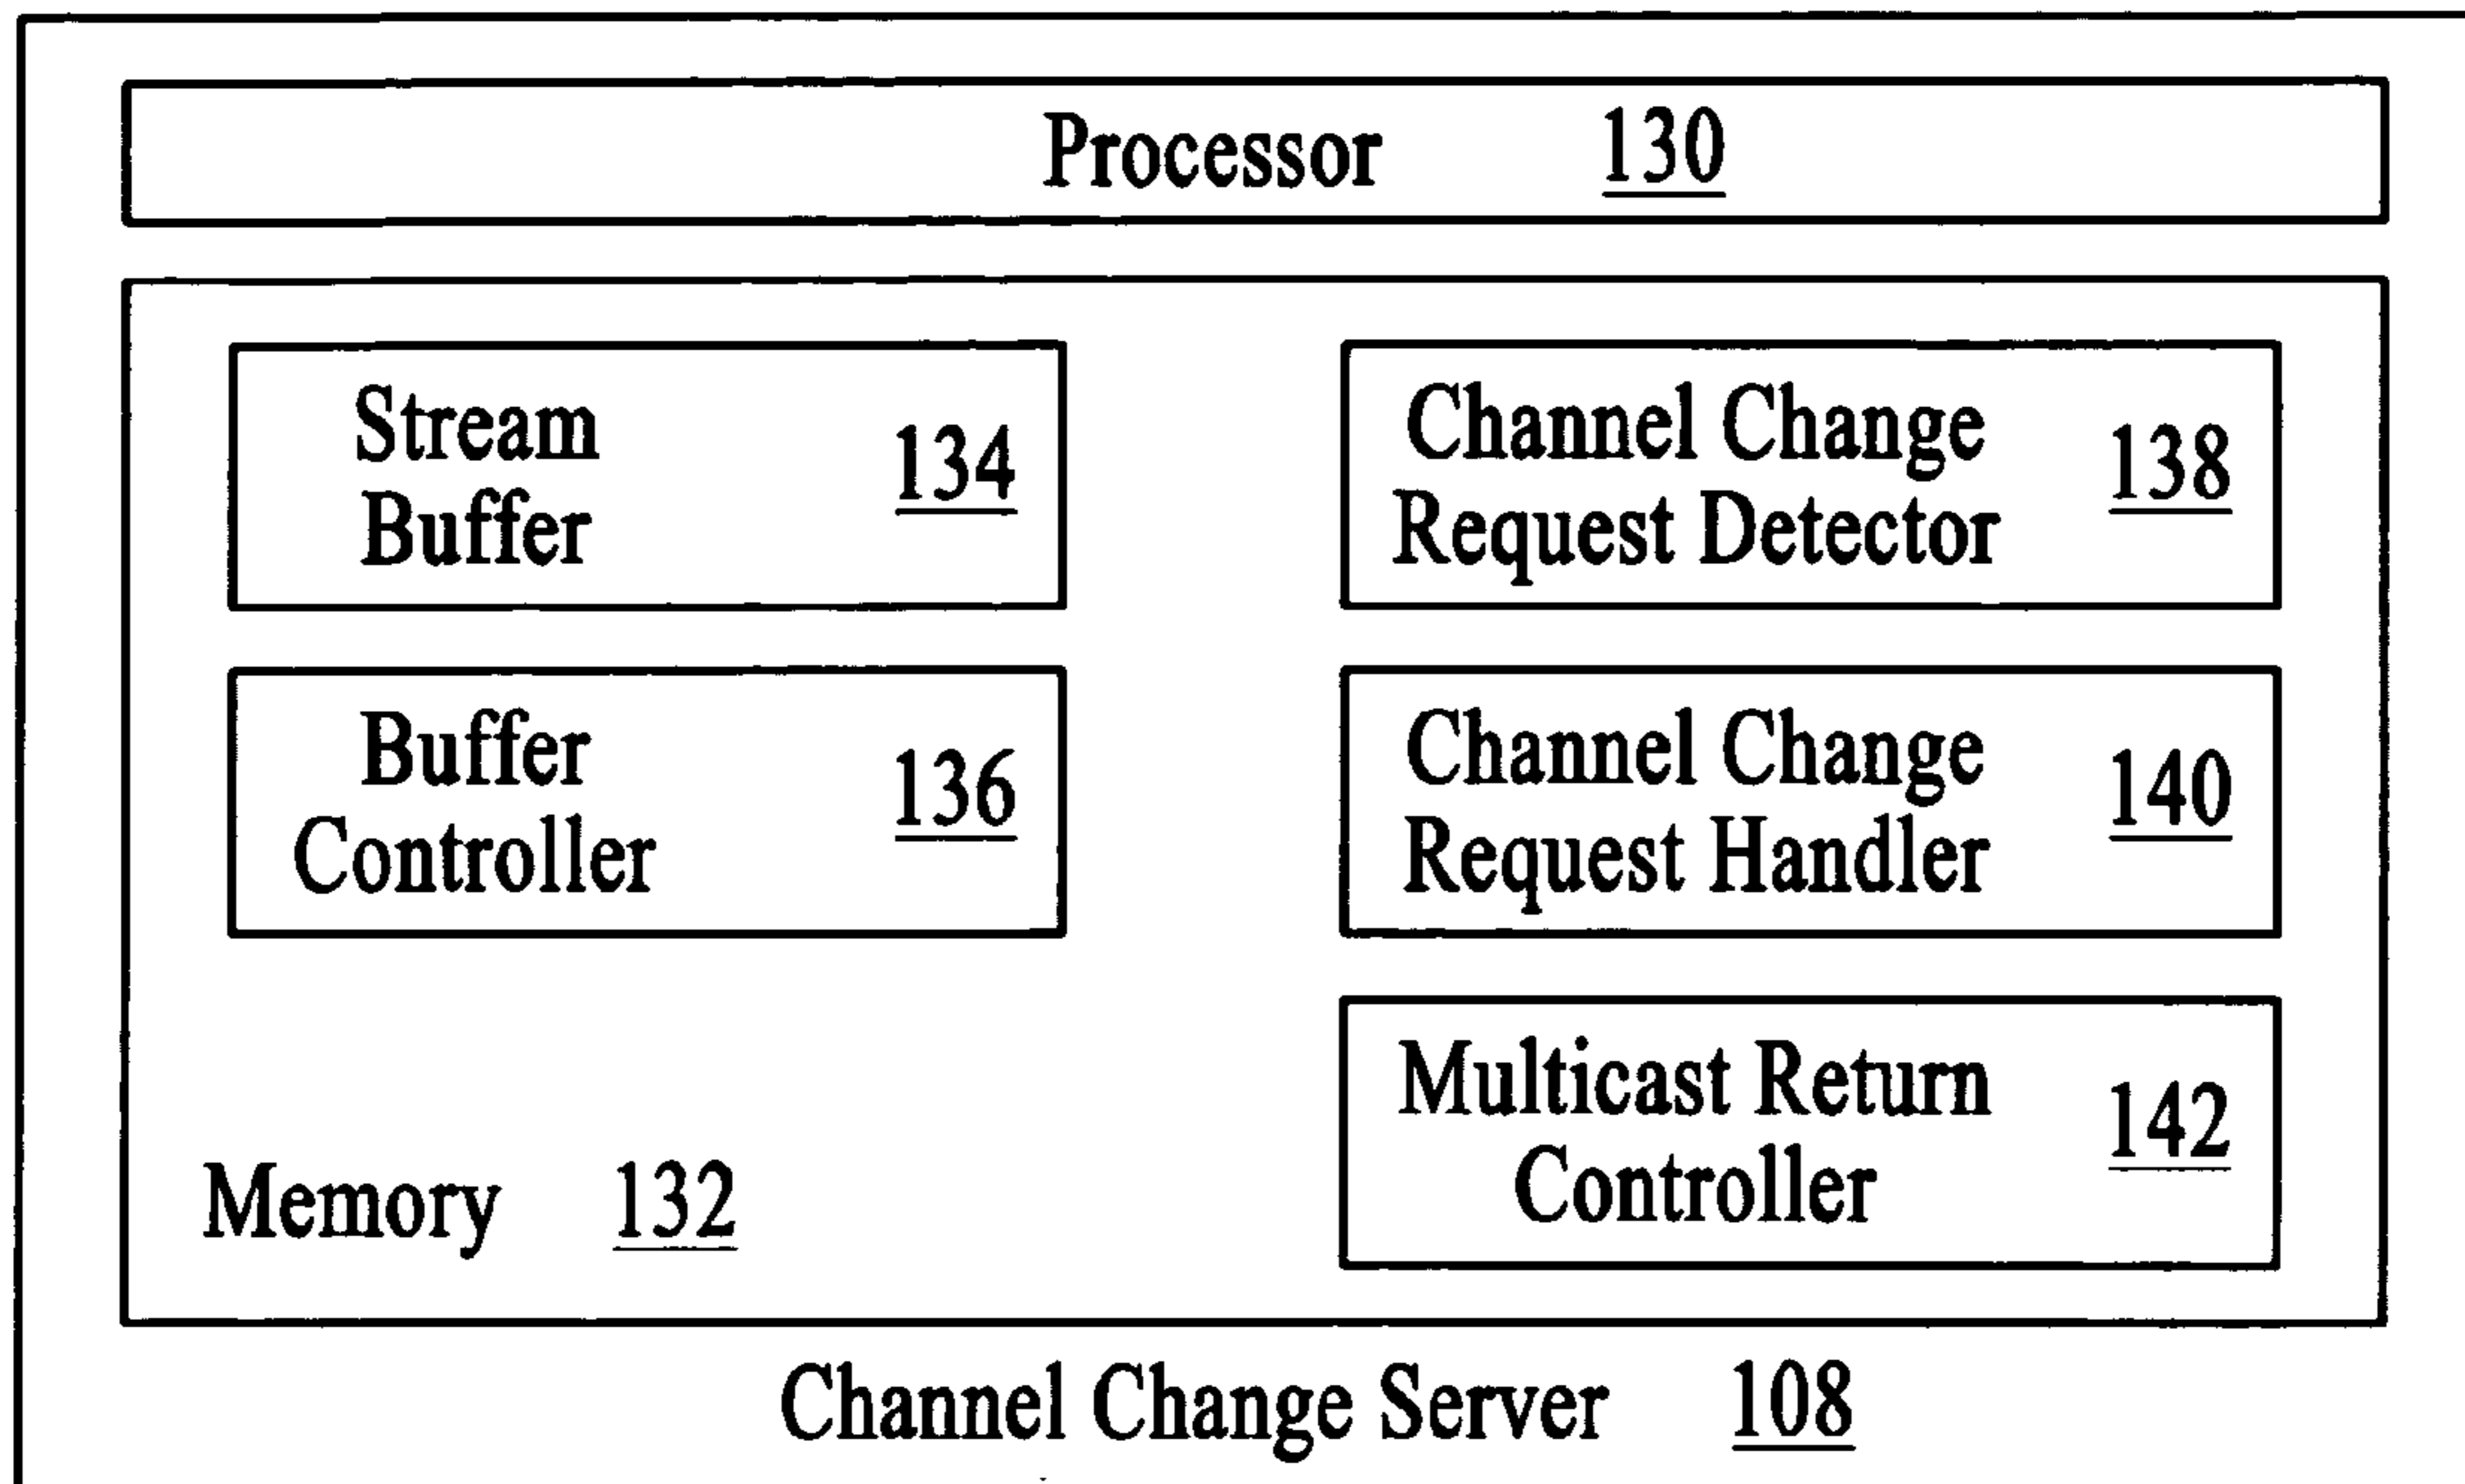 Processor 130
Stream
Buffer
134
Channel Change
Request Detector
138
Buffer
Controller
136
Channel Change
Request Handler
140
Multicast Return
Controller
142
Memory 132
Channel Change Server 108